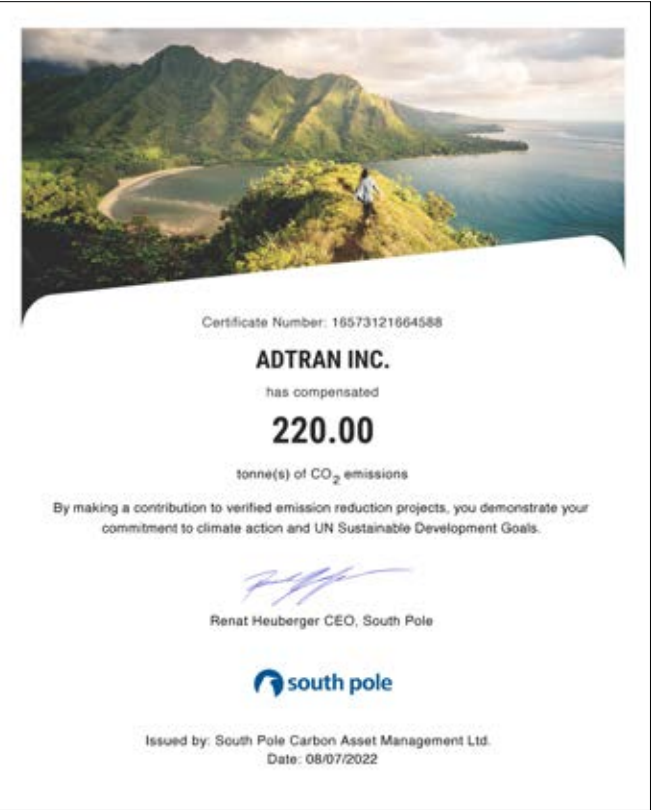 Certificate Number: 16573121664588
ADTRAN INC.
has compensated
220.00
tonne(s) of CO₂ emissions
By making a contribution to verified emission reduction projects, you demonstrate your
commitment to climate action and UN Sustainable Development Goals.
Renat Heuberger CEO, South Pole
south pole
Issued by: South Pole Carbon Asset Management Ltd.
Date: 08/07/2022